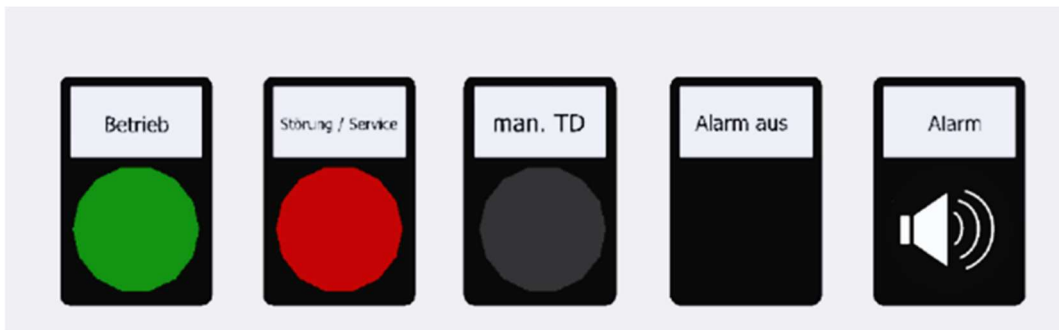 Betrieb
Störung / Service
man. TD
Alarm aus
Alarm